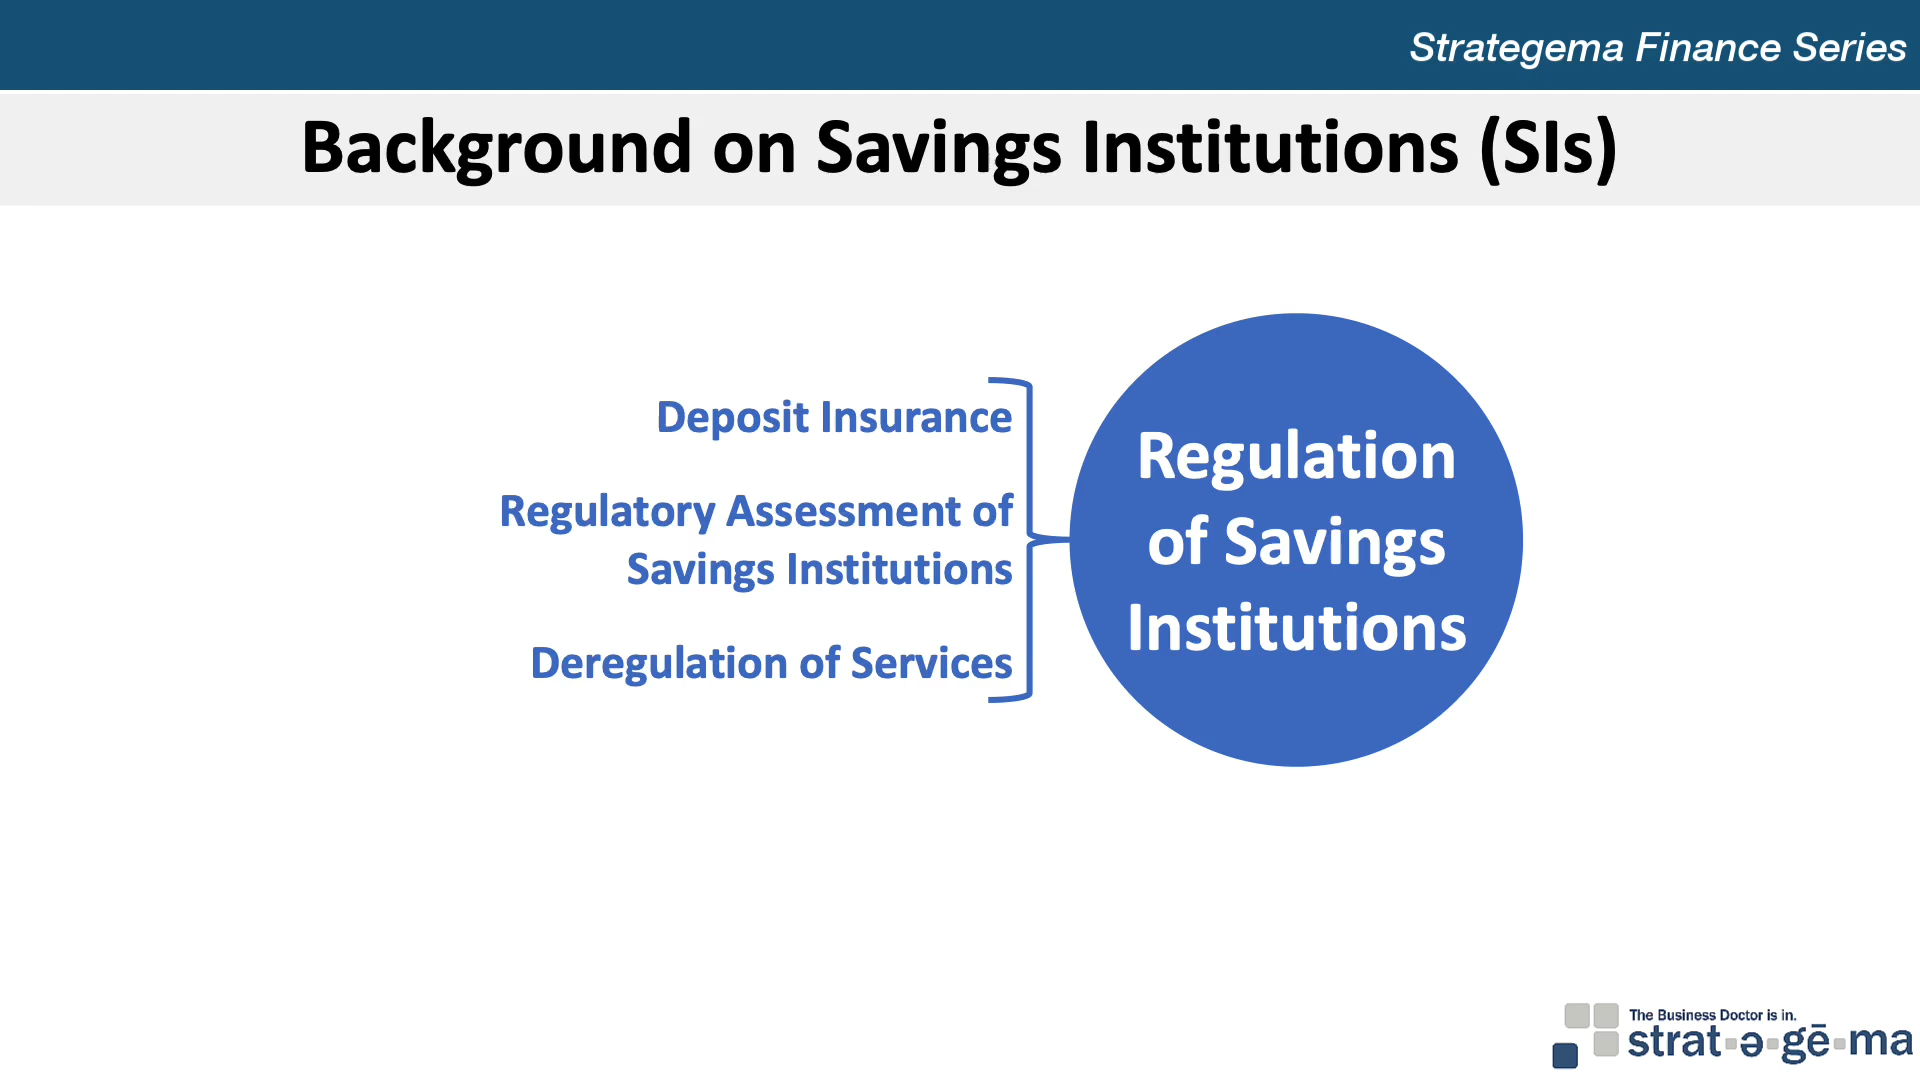 Strategema Finance Series
Background on Savings Institutions (SIs)
Deposit Insurance
Regulatory Assessment of
Savings Institutions
Deregulation of Services
Regulation
of Savings
Institutions
The Business Doctor is in.
strat-ə-gē-ma